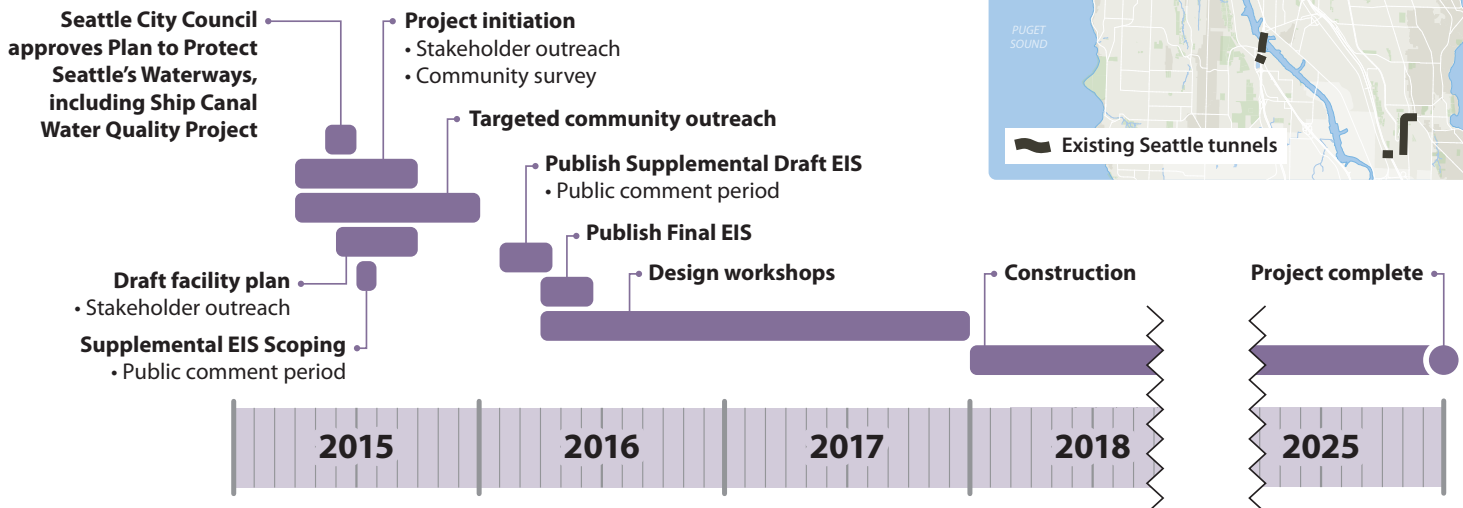 Seattle City Council
approves Plan to Protect
Seattle's Waterways,
including Ship Canal
Water Quality Project
Project initiation
• Stakeholder outreach
• Community survey
Targeted community outreach
Publish Supplemental Draft EIS
• Public comment period
Publish Final EIS
Design workshops
Construction
Project complete
Draft facility plan
• Stakeholder outreach
Supplemental EIS Scoping
• Public comment period
PUGET
SOUND
Existing Seattle tunnels
2015
2016
2017
2018
2025